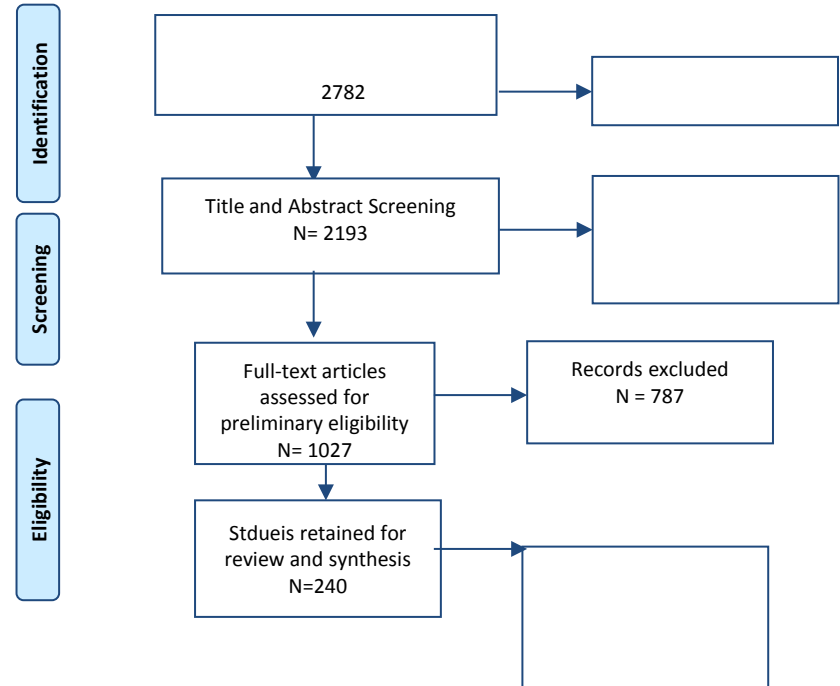 Identification
2782
Title and Abstract Screening
N= 2193
Screening
Full-text articles
assessed for
preliminary eligibility
N= 1027
Records excluded
N = 787
Eligibility
Stdueis retained for
review and synthesis
N=240